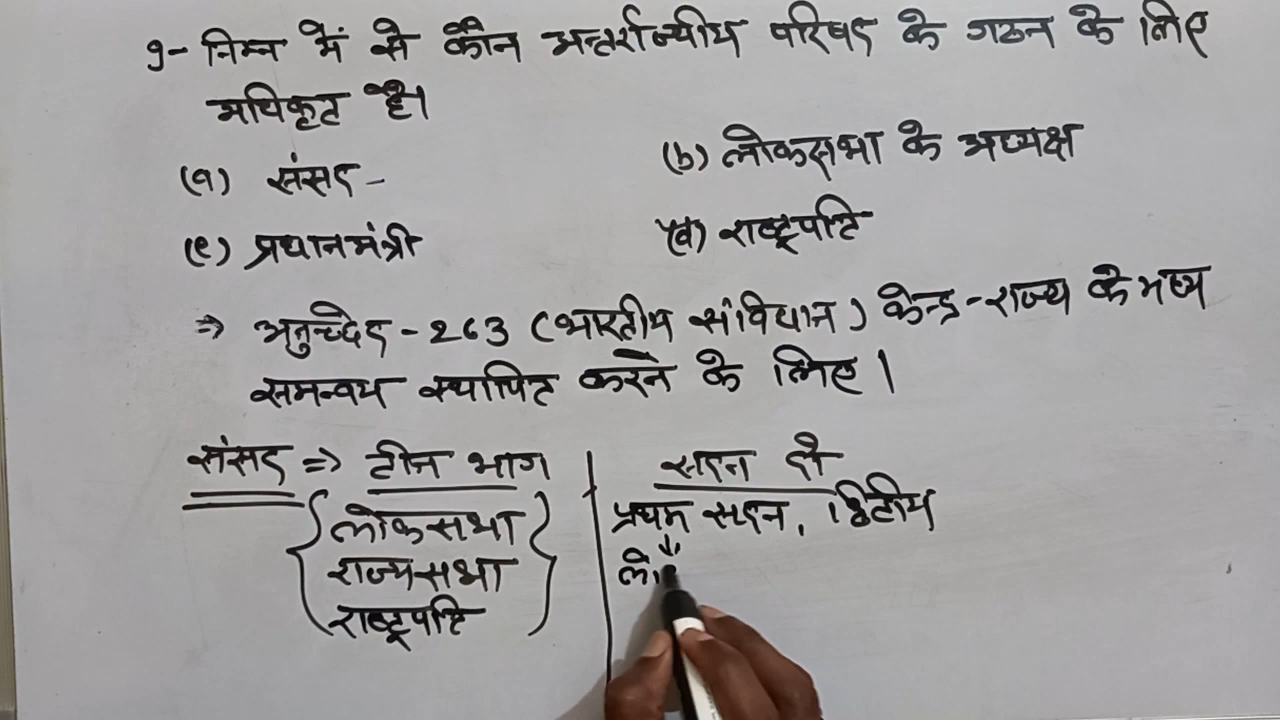 9- निम्न में से कौन अन्तर्राज्यीय परिषद के गठन के लिए
अधिकृत है।
(a) संसद - (b) लोकसभा के अध्यक्ष
(c) प्रधानमंत्री (d) राष्ट्रपति
⇒ अनुच्छेद - 263 (भारतीय संविधान) केन्द्र-राज्य के मध्य
समन्वय स्थापित करने के लिए।
संसद ⇒ तीन भाग | सदन दो
लोकसभा प्रथम सदन, द्वितीय
राज्यसभा लो
राष्ट्रपति